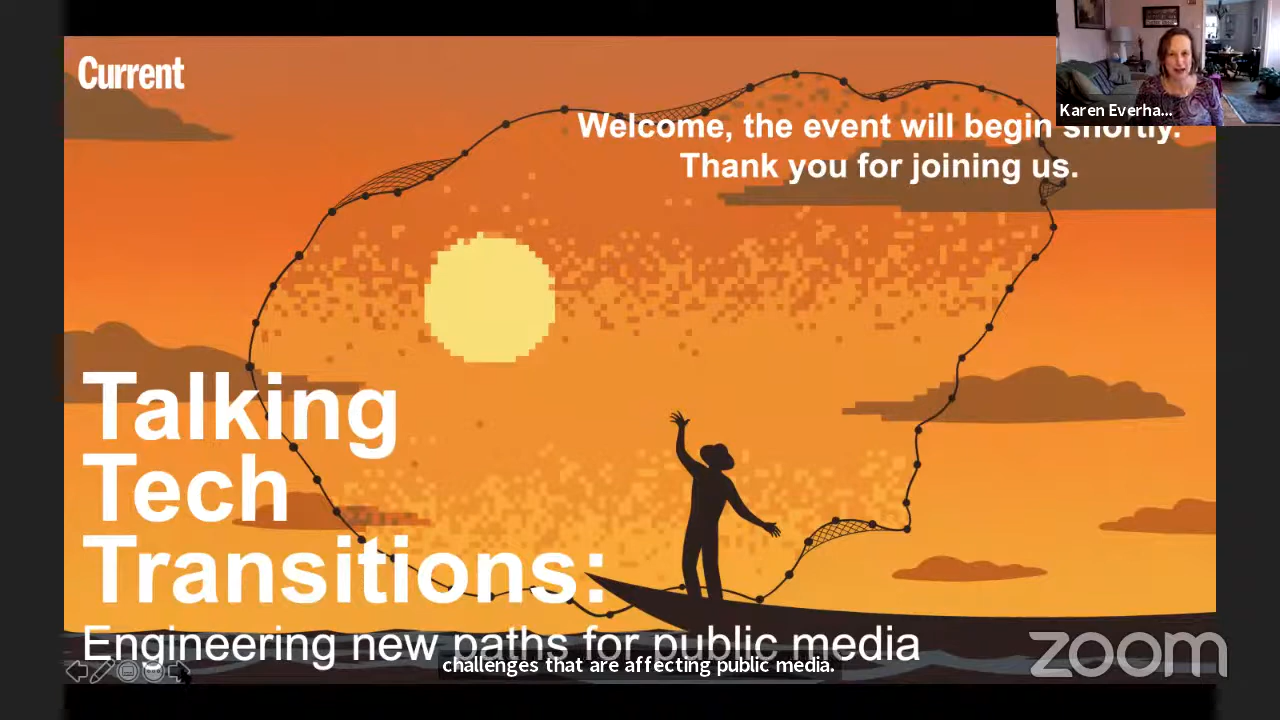 Current
Karen Everha...
Welcome, the event will begin shortly.
Thank you for joining us.
Talking
Tech
Transitions:
Engineering new paths for public media
challenges that are affecting public media.
zoom